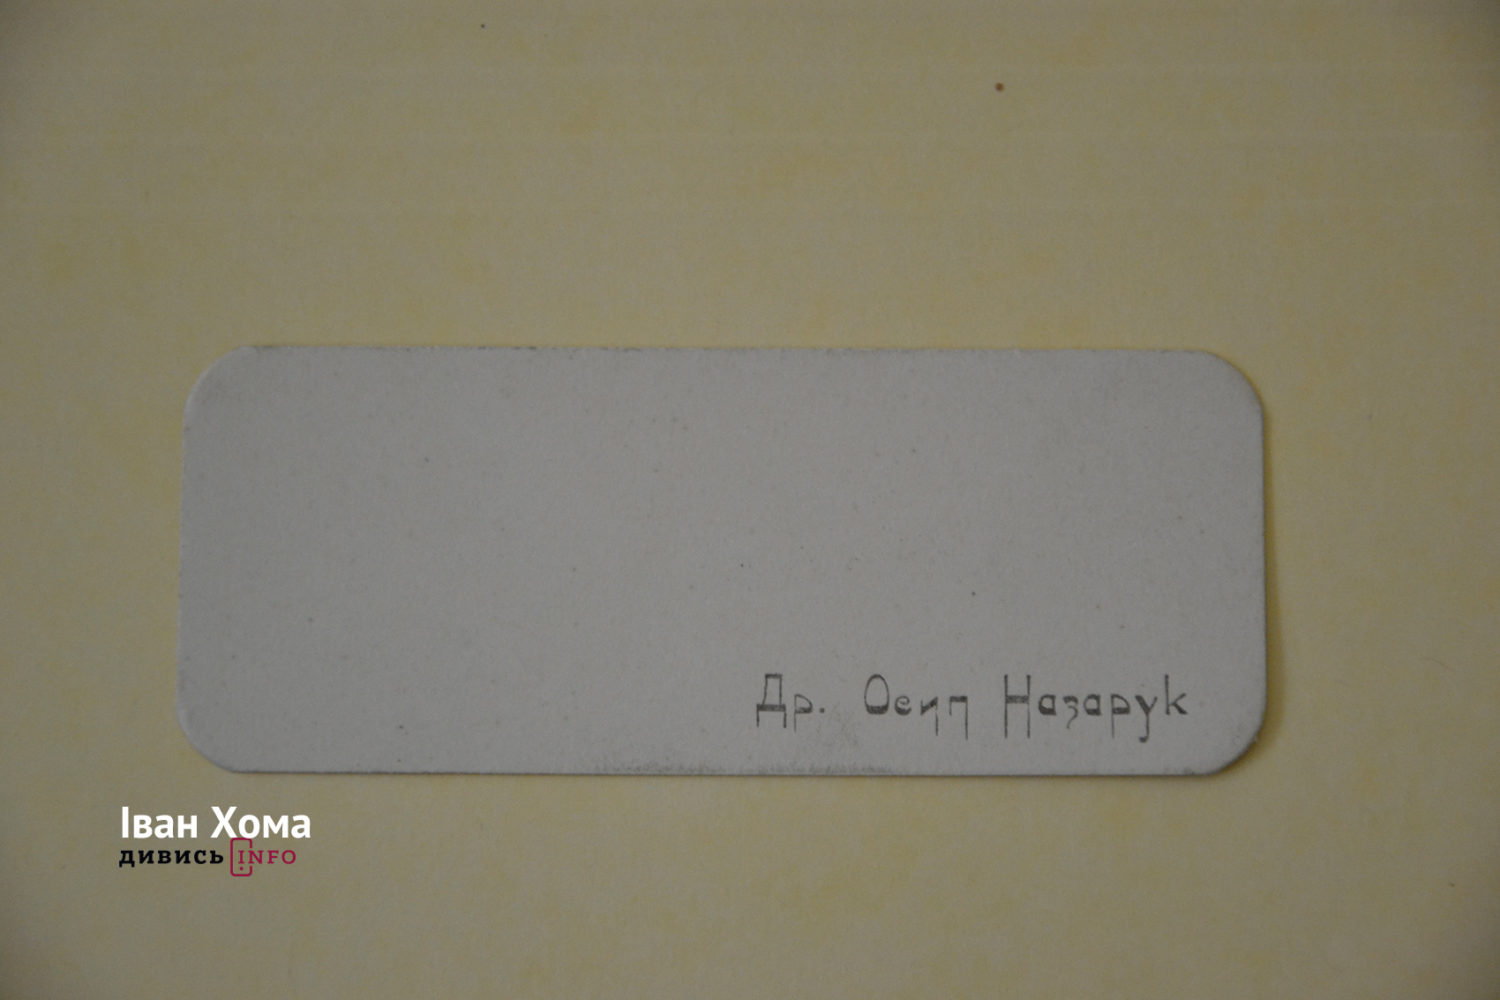 Др. Осип Назарук
Іван Хома
дивись INFO